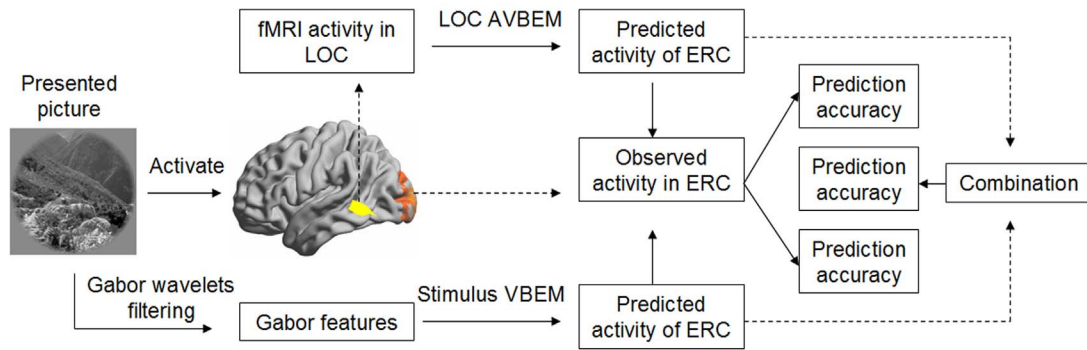 fMRI activity in
LOC
LOC AVBEM
Predicted
activity of ERC
Presented
picture
Prediction
accuracy
Activate
Observed
activity in ERC
Prediction
accuracy
Combination
Prediction
accuracy
Gabor wavelets
filtering
Gabor features
Stimulus VBEM
Predicted
activity of ERC